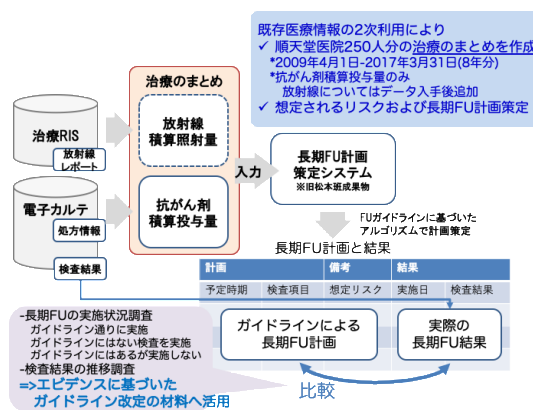 既存医療情報の2次利用により
✓ 順天堂医院250人分の治療のまとめを作成
*2009年4月1日-2017年3月31日(8年分)
*抗がん剤積算投与量のみ
放射線についてはデータ入手後追加
✓ 想定されるリスクおよび長期FU計画策定
治療のまとめ
放射線
積算照射量
治療RIS
放射線
レポート
抗がん剤
積算投与量
電子カルテ
処方情報
検査結果
入力
長期FU計画
策定システム
※旧松本班成果物
FUガイドラインに基づいた
アルゴリズムで計画策定
長期FU計画と結果
計画 備考 結果
予定時期 検査項目 想定リスク 実施日 検査結果
ガイドラインによる
長期FU計画
実際の
長期FU結果
比較
-長期FUの実施状況調査
ガイドライン通りに実施
ガイドラインにはない検査を実施
ガイドラインにはあるが実施しない
-検査結果の推移調査
=>エビデンスに基づいた
ガイドライン改定の材料へ活用